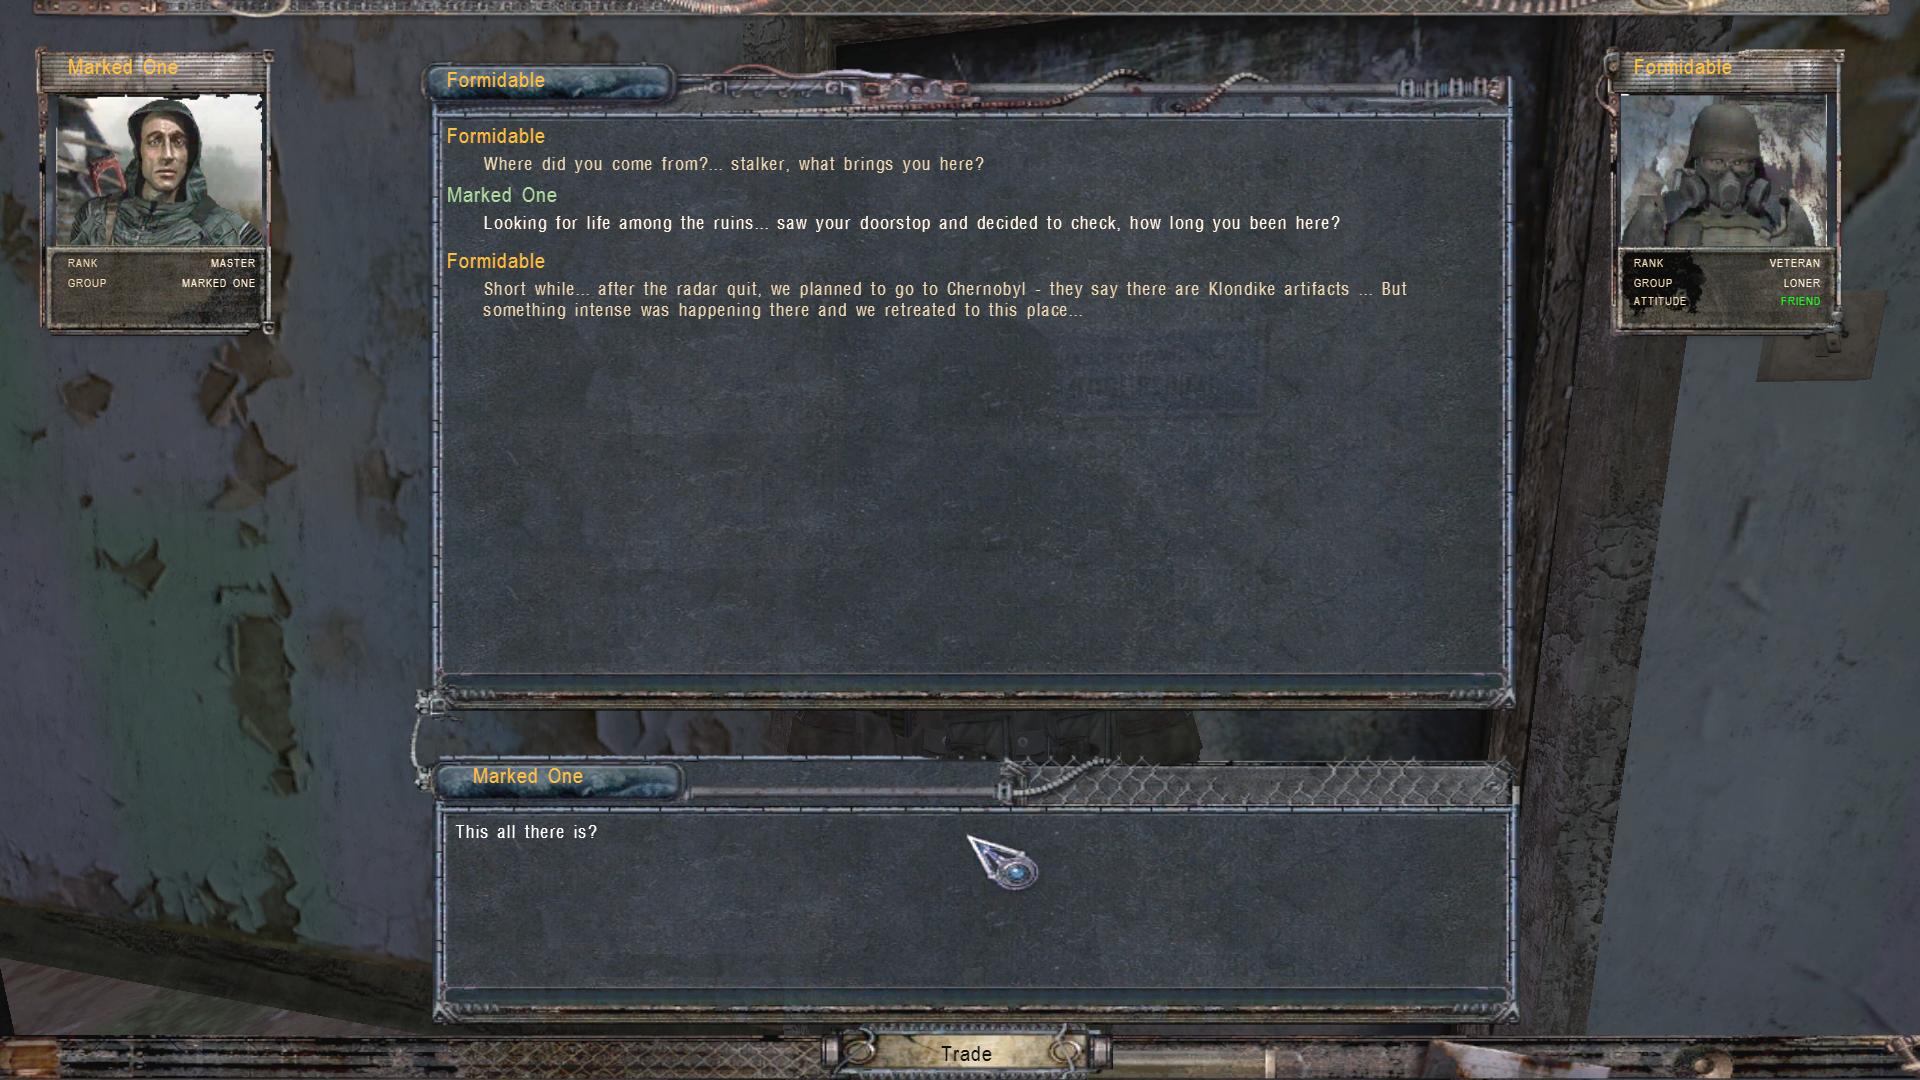 Marked One
RANK MASTER
GROUP MARKED ONE
Formidable
Formidable
Where did you come from?... stalker, what brings you here?
Marked One
Looking for life among the ruins... saw your doorstop and decided to check, how long you been here?
Formidable
Short while... after the radar quit, we planned to go to Chernobyl - they say there are Klondike artifacts ... But
something intense was happening there and we retreated to this place...
Formidable
RANK VETERAN
GROUP LONER
ATTITUDE FRIEND
Marked One
This all there is?
Trade